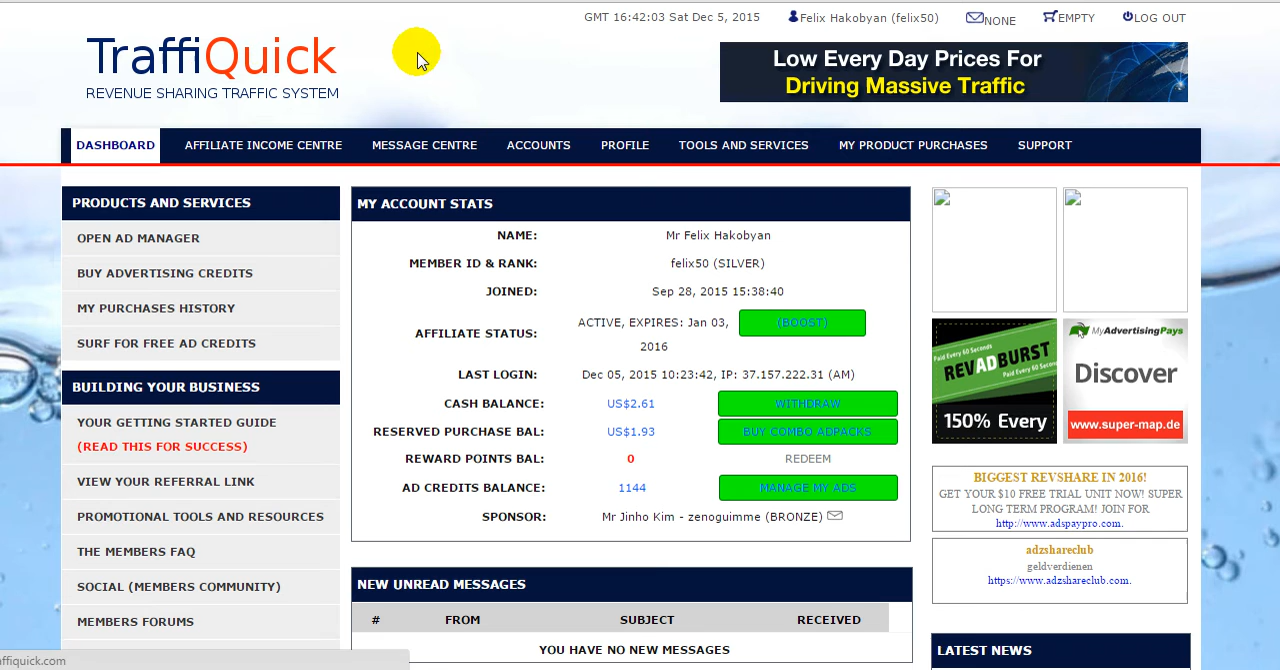 GMT 16:42:03 Sat Dec 5, 2015 Felix Hakobyan (felix50) NONE EMPTY LOG OUT
TraffiQuick
REVENUE SHARING TRAFFIC SYSTEM
Low Every Day Prices For
Driving Massive Traffic
DASHBOARD AFFILIATE INCOME CENTRE MESSAGE CENTRE ACCOUNTS PROFILE TOOLS AND SERVICES MY PRODUCT PURCHASES SUPPORT
PRODUCTS AND SERVICES
OPEN AD MANAGER
BUY ADVERTISING CREDITS
MY PURCHASES HISTORY
SURF FOR FREE AD CREDITS
BUILDING YOUR BUSINESS
YOUR GETTING STARTED GUIDE
(READ THIS FOR SUCCESS)
VIEW YOUR REFERRAL LINK
PROMOTIONAL TOOLS AND RESOURCES
THE MEMBERS FAQ
SOCIAL (MEMBERS COMMUNITY)
MEMBERS FORUMS
affiquick.com
MY ACCOUNT STATS
NAME: Mr Felix Hakobyan
MEMBER ID & RANK: felix50 (SILVER)
JOINED: Sep 28, 2015 15:38:40
AFFILIATE STATUS: ACTIVE, EXPIRES: Jan 03, (BOOST)
2016
LAST LOGIN: Dec 05, 2015 10:23:42, IP: 37.157.222.31 (AM)
CASH BALANCE: US$2.61 WITHDRAW
RESERVED PURCHASE BAL: US$1.93 BUY COMBO ADPACKS
REWARD POINTS BAL: 0 REDEEM
AD CREDITS BALANCE: 1144 MANAGE MY ADS
SPONSOR: Mr Jinho Kim - zenoguimme (BRONZE)
NEW UNREAD MESSAGES
# FROM SUBJECT RECEIVED
YOU HAVE NO NEW MESSAGES
Paid Every 60 Seconds
REVADBURST
Paid Every 60 Seconds
150% Every
MyAdvertisingPays
Discover
www.super-map.de
BIGGEST REVSHARE IN 2016!
GET YOUR $10 FREE TRIAL UNIT NOW! SUPER
LONG TERM PROGRAM! JOIN FOR
http://www.adspaypro.com.
adzshareclub
geldverdienen
https://www.adzshareclub.com.
LATEST NEWS